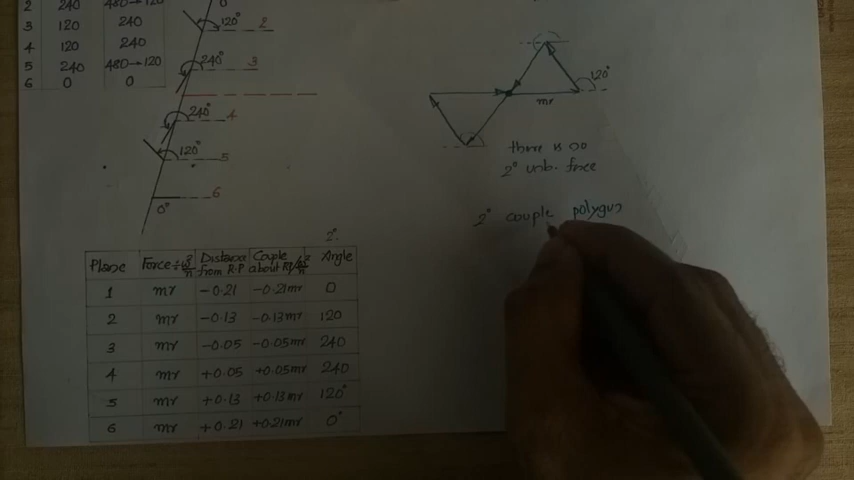 2 240 480→120
3 120 240
4 120 240
5 240 480→120
6 0 0
0
120° 2
240° 3
240° 4
120° 5
0° 6
120°
mr
there is no
2° unb. force
2° couple polygon
2°
Plane Force÷ω²/n Distance from R.P Couple about RP/ω²/n Angle
1 mr -0.21 -0.21mr 0
2 mr -0.13 -0.13mr 120
3 mr -0.05 -0.05mr 240
4 mr +0.05 +0.05mr 240
5 mr +0.13 +0.13mr 120°
6 mr +0.21 +0.21mr 0°